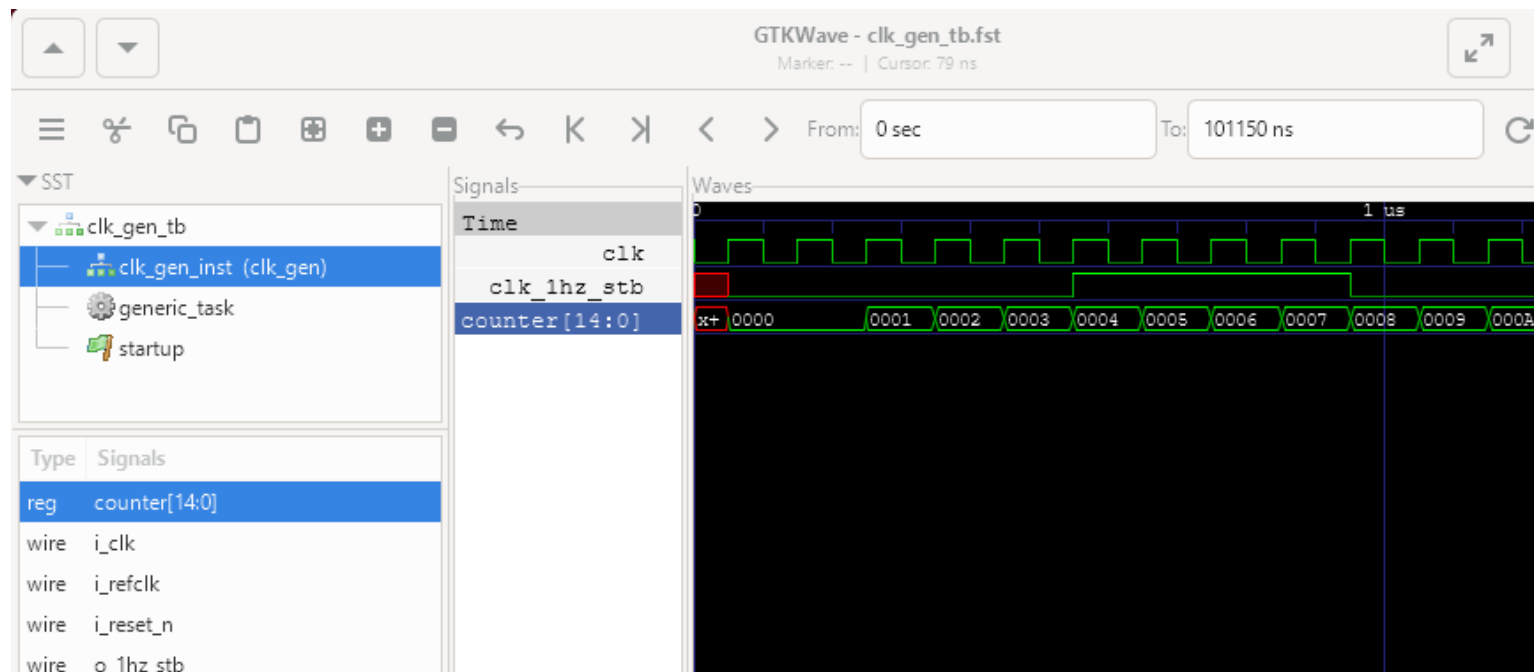 GTKWave - clk_gen_tb.fst
Marker: -- | Cursor: 79 ns
From: 0 sec To: 101150 ns
SST
clk_gen_tb
clk_gen_inst (clk_gen)
generic_task
startup
Type Signals
reg counter[14:0]
wire i_clk
wire i_refclk
wire i_reset_n
wire o_1hz_stb
Signals
Time
clk
clk_1hz_stb
counter[14:0]
Waves
0 1 us
x+ 0000 0001 0002 0003 0004 0005 0006 0007 0008 0009 000A